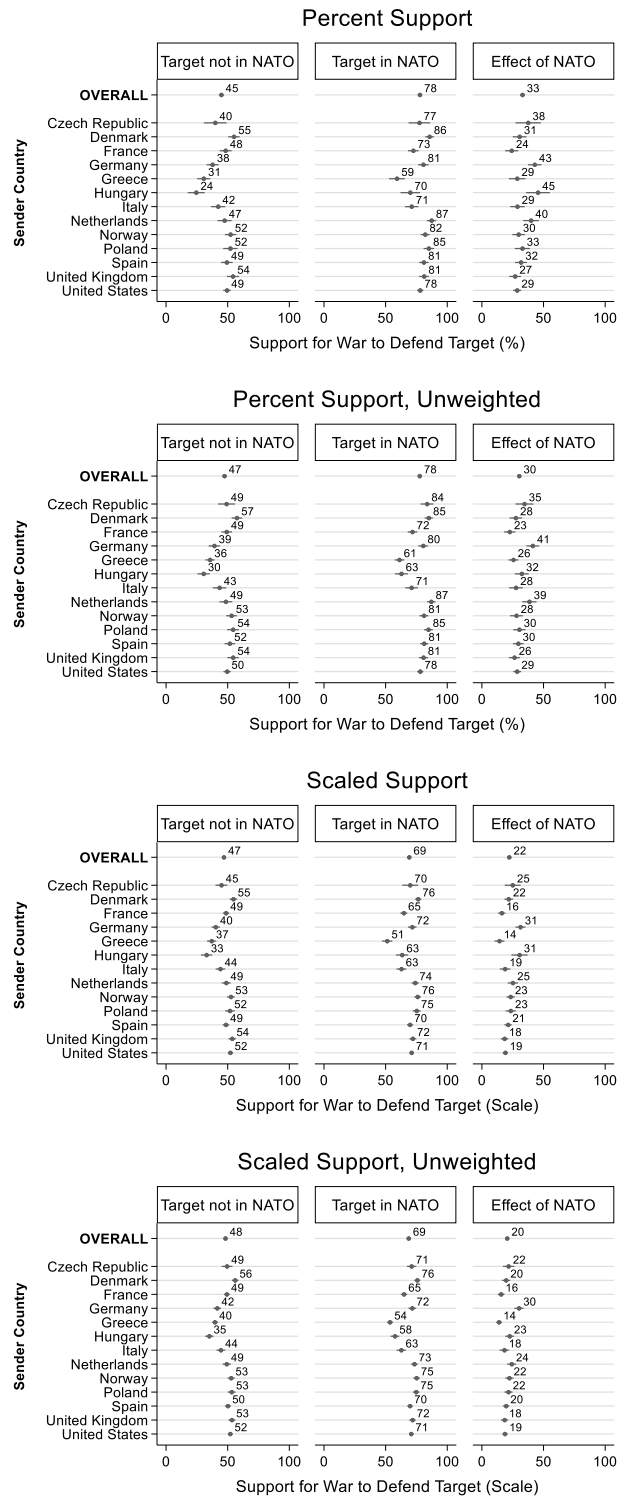 Percent Support
Target not in NATO Target in NATO Effect of NATO
OVERALL 45 78 33
Czech Republic 40 77 38
Denmark 55 86 31
France 48 73 24
Germany 38 81 43
Greece 31 59 29
Hungary 24 70 45
Italy 42 71 29
Netherlands 47 87 40
Norway 52 82 30
Poland 52 85 33
Spain 49 81 32
United Kingdom 54 81 27
United States 49 78 29
Sender Country
0 50 100 0 50 100 0 50 100
Support for War to Defend Target (%)
Percent Support, Unweighted
Target not in NATO Target in NATO Effect of NATO
OVERALL 47 78 30
Czech Republic 49 84 35
Denmark 57 85 28
France 49 72 23
Germany 39 80 41
Greece 36 61 26
Hungary 30 63 32
Italy 43 71 28
Netherlands 49 87 39
Norway 53 81 28
Poland 54 85 30
Spain 52 81 30
United Kingdom 54 81 26
United States 50 78 29
Sender Country
0 50 100 0 50 100 0 50 100
Support for War to Defend Target (%)
Scaled Support
Target not in NATO Target in NATO Effect of NATO
OVERALL 47 69 22
Czech Republic 45 70 25
Denmark 55 76 22
France 49 65 16
Germany 40 72 31
Greece 37 51 14
Hungary 33 63 31
Italy 44 63 19
Netherlands 49 74 25
Norway 53 76 23
Poland 52 75 23
Spain 49 70 21
United Kingdom 54 72 18
United States 52 71 19
Sender Country
0 50 100 0 50 100 0 50 100
Support for War to Defend Target (Scale)
Scaled Support, Unweighted
Target not in NATO Target in NATO Effect of NATO
OVERALL 48 69 20
Czech Republic 49 71 22
Denmark 56 76 20
France 49 65 16
Germany 42 72 30
Greece 40 54 14
Hungary 35 58 23
Italy 44 63 18
Netherlands 49 73 24
Norway 53 75 22
Poland 53 75 22
Spain 50 70 20
United Kingdom 53 72 18
United States 52 71 19
Sender Country
0 50 100 0 50 100 0 50 100
Support for War to Defend Target (Scale)